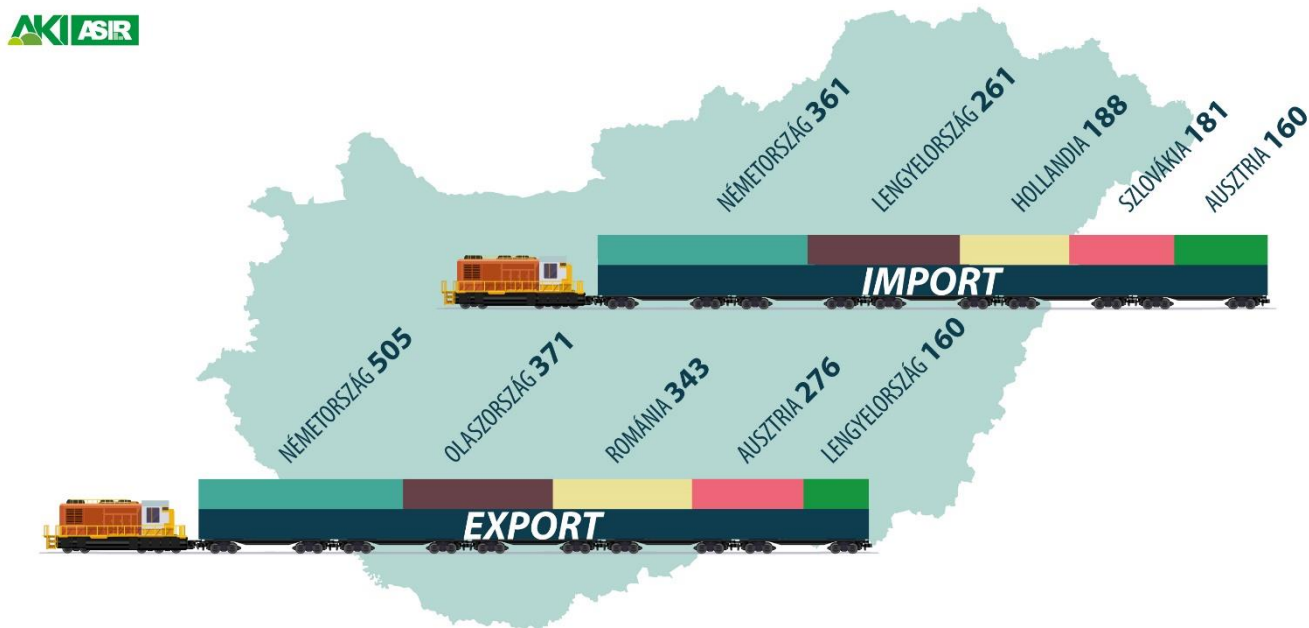 AKI ASIR
NÉMETORSZÁG 361
LENGYELORSZÁG 261
HOLLANDIA 188
SZLOVÁKIA 181
AUSZTRIA 160
IMPORT
NÉMETORSZÁG 505
OLASZORSZÁG 371
ROMÁNIA 343
AUSZTRIA 276
LENGYELORSZÁG 160
EXPORT